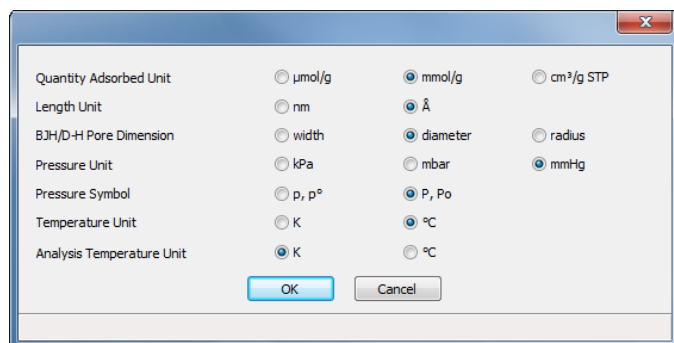 Quantity Adsorbed Unit µmol/g mmol/g cm³/g STP
Length Unit nm Å
BJH/D-H Pore Dimension width diameter radius
Pressure Unit kPa mbar mmHg
Pressure Symbol p, p° P, Po
Temperature Unit K °C
Analysis Temperature Unit K °C
OK Cancel